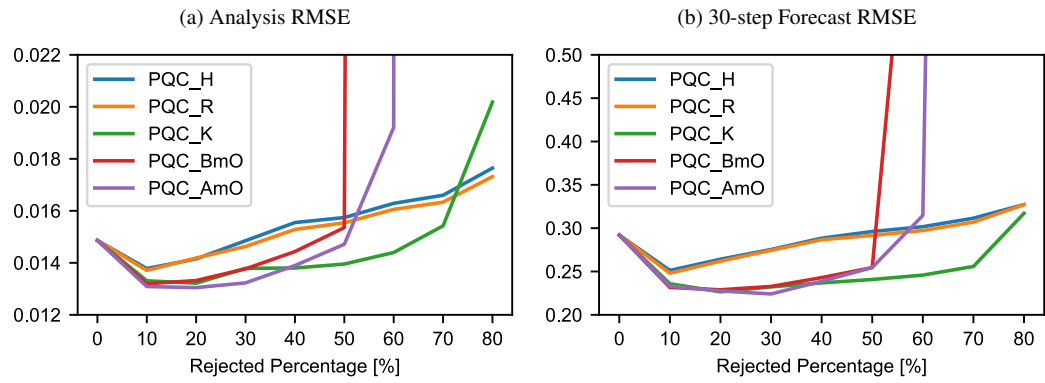 (a) Analysis RMSE
0.022
0.020
0.018
0.016
0.014
0.012
PQC_H
PQC_R
PQC_K
PQC_BmO
PQC_AmO
0 10 20 30 40 50 60 70 80
Rejected Percentage [%]
(b) 30-step Forecast RMSE
0.50
0.45
0.40
0.35
0.30
0.25
0.20
PQC_H
PQC_R
PQC_K
PQC_BmO
PQC_AmO
0 10 20 30 40 50 60 70 80
Rejected Percentage [%]